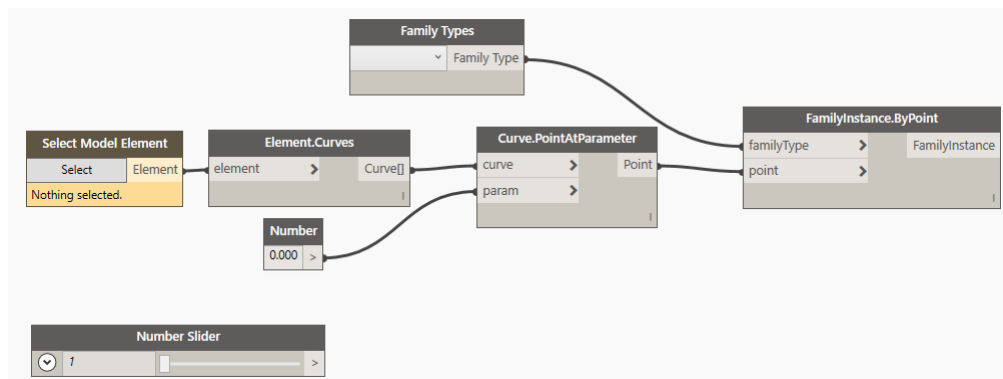 Family Types
Family Type
Select Model Element
Select Element
Nothing selected.
Element.Curves
element > Curve[]
l
Number
0.000 >
Curve.PointAtParameter
curve > Point
param >
l
FamilyInstance.ByPoint
familyType > FamilyInstance
point >
l
Number Slider
1 >